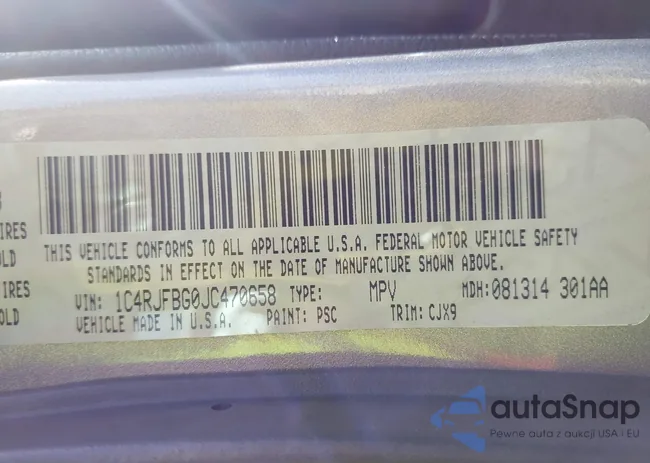 THIS VEHICLE CONFORMS TO ALL APPLICABLE U.S.A. FEDERAL MOTOR VEHICLE SAFETY
IRES
OLD
STANDARDS IN EFFECT ON THE DATE OF MANUFACTURE SHOWN ABOVE.
IRES
VIN: 1C4RJFBG0JC470658 TYPE: MPV MDH: 081314 301AA
OLD
VEHICLE MADE IN U.S.A. PAINT: PSC TRIM: CJX9
autoSnap
Pewne auta z aukcji USA - EU